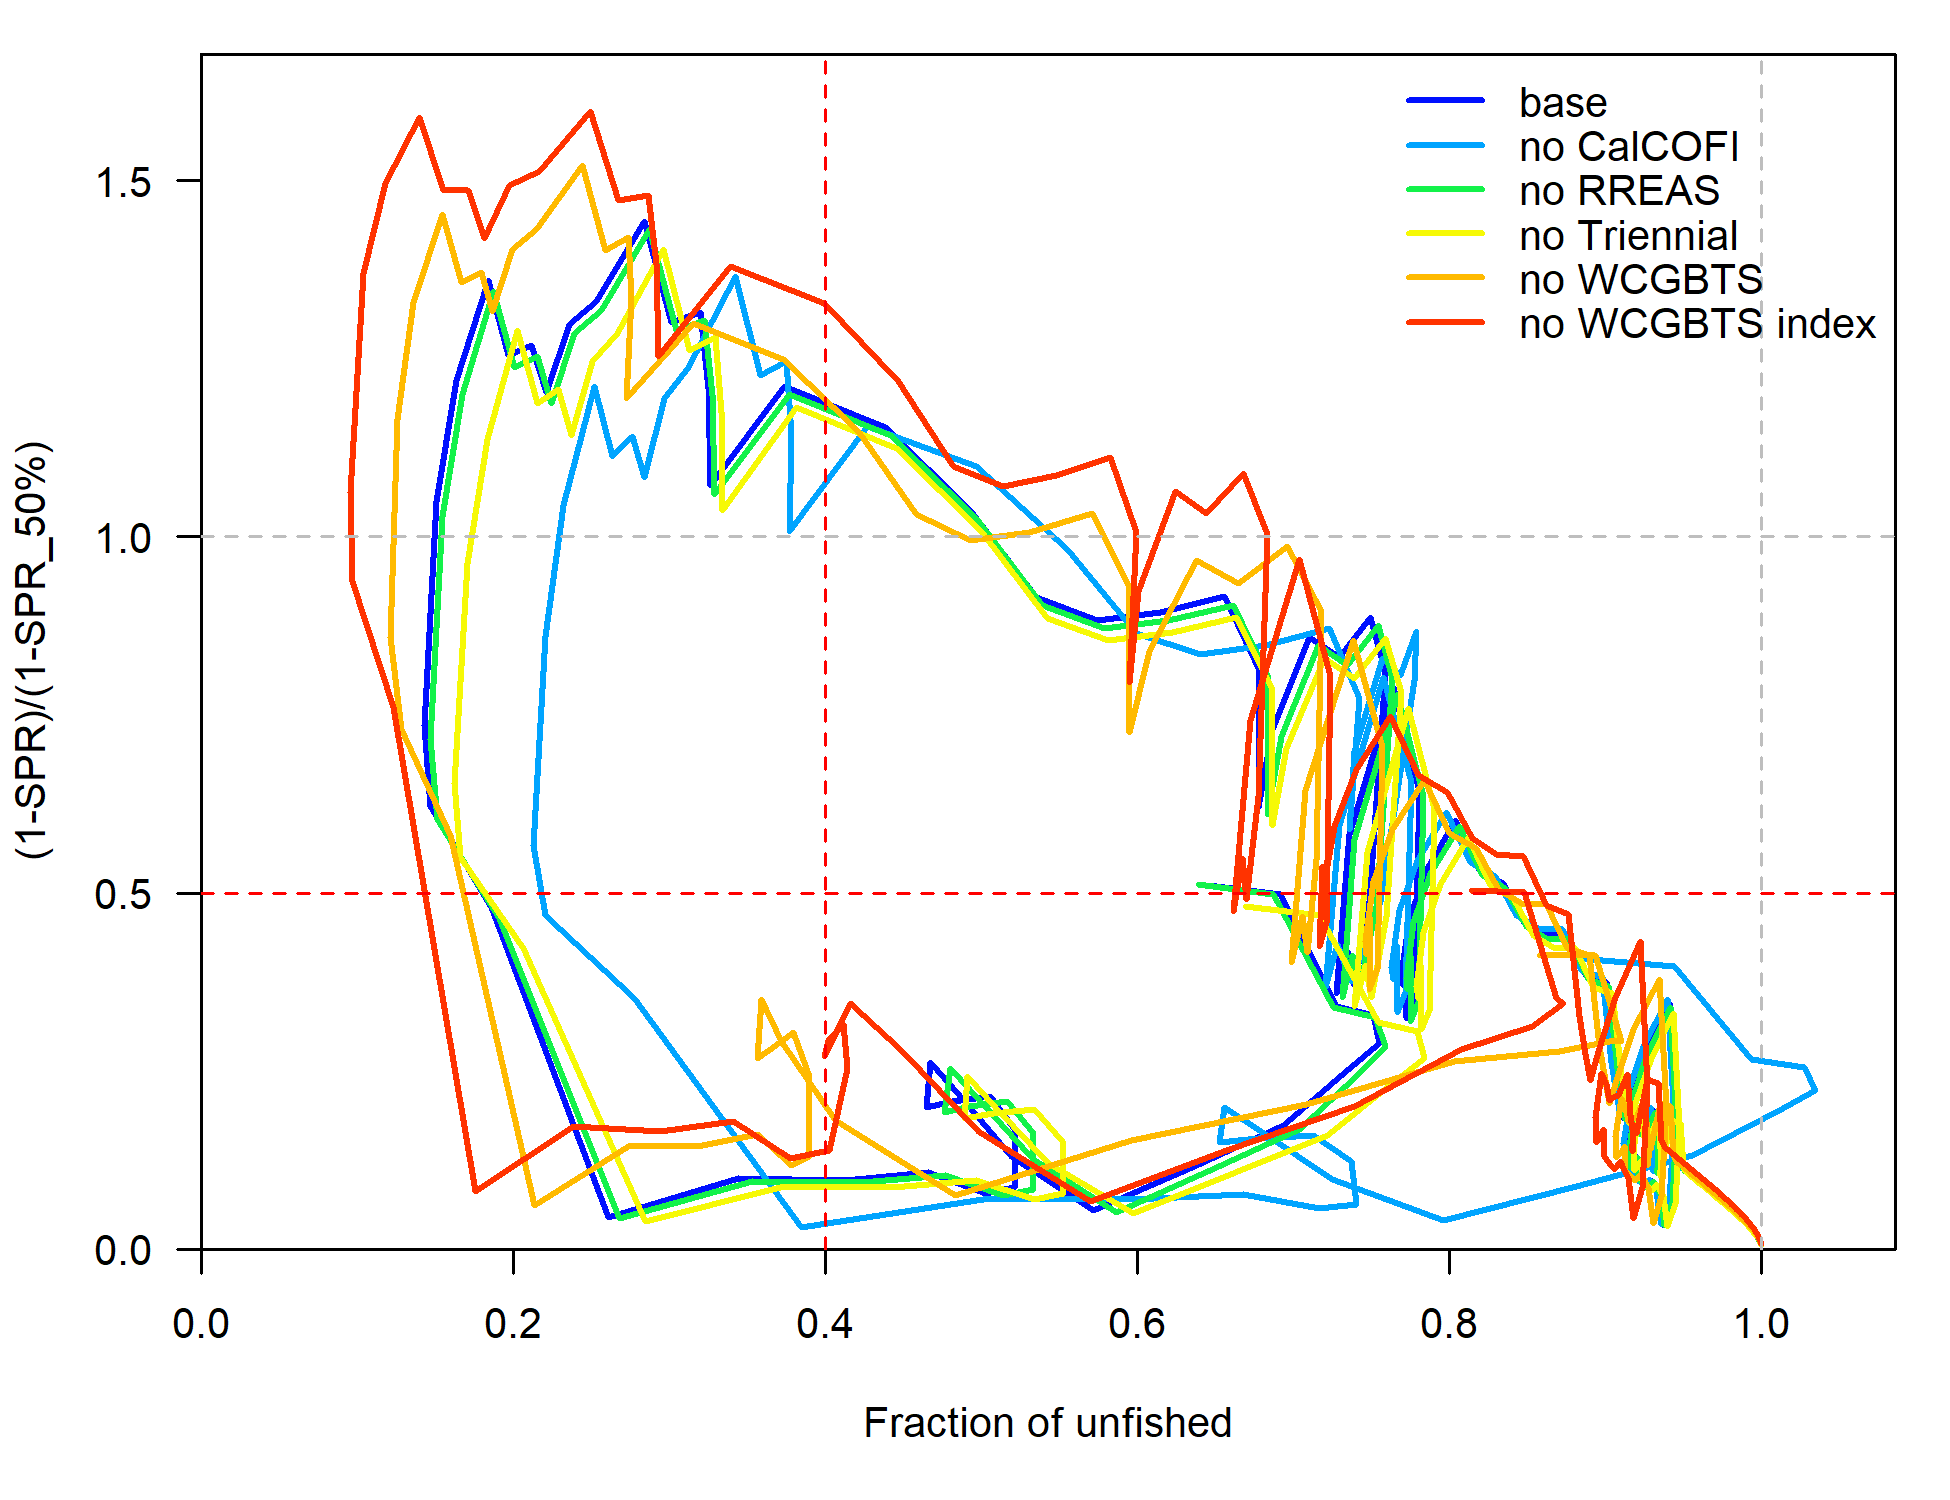 base
no CalCOFI
no RREAS
no Triennial
no WCGBTS
no WCGBTS index
(1-SPR)/(1-SPR_50%)
1.5
1.0
0.5
0.0
0.0 0.2 0.4 0.6 0.8 1.0
Fraction of unfished